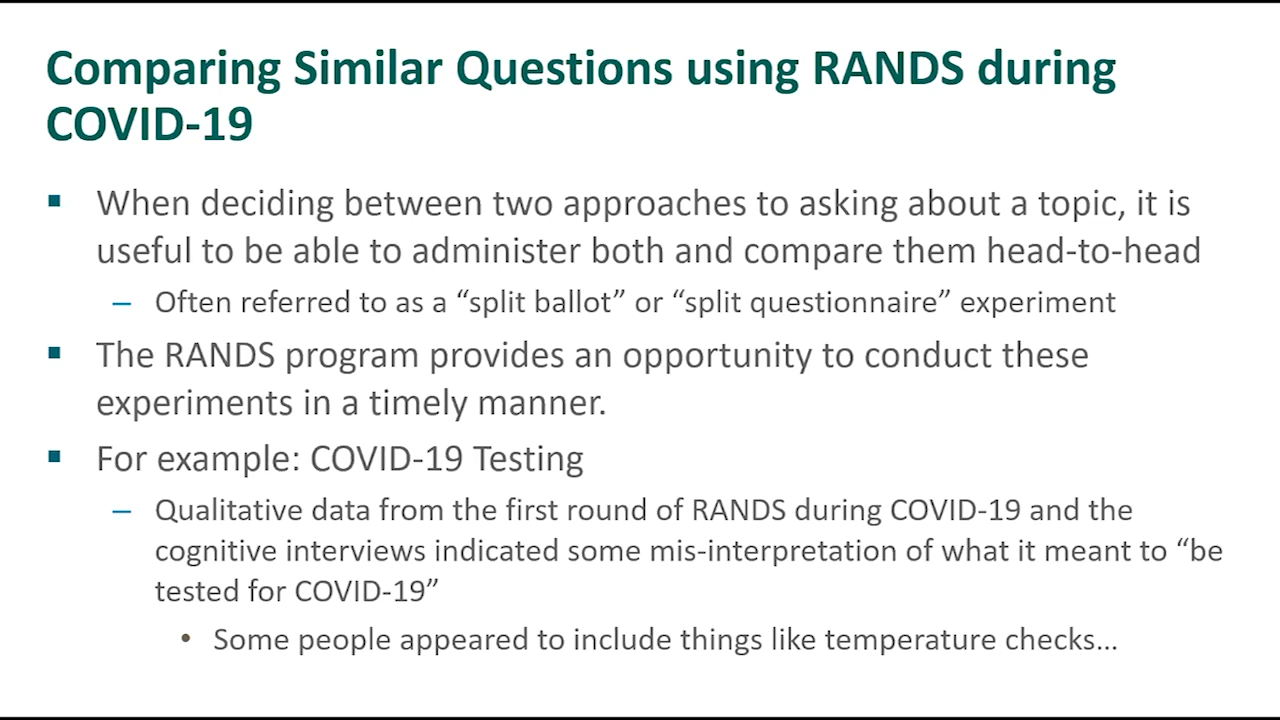 Comparing Similar Questions using RANDS during
COVID-19
▪ When deciding between two approaches to asking about a topic, it is
useful to be able to administer both and compare them head-to-head
– Often referred to as a “split ballot” or “split questionnaire” experiment
▪ The RANDS program provides an opportunity to conduct these
experiments in a timely manner.
▪ For example: COVID-19 Testing
– Qualitative data from the first round of RANDS during COVID-19 and the
cognitive interviews indicated some mis-interpretation of what it meant to “be
tested for COVID-19”
• Some people appeared to include things like temperature checks…